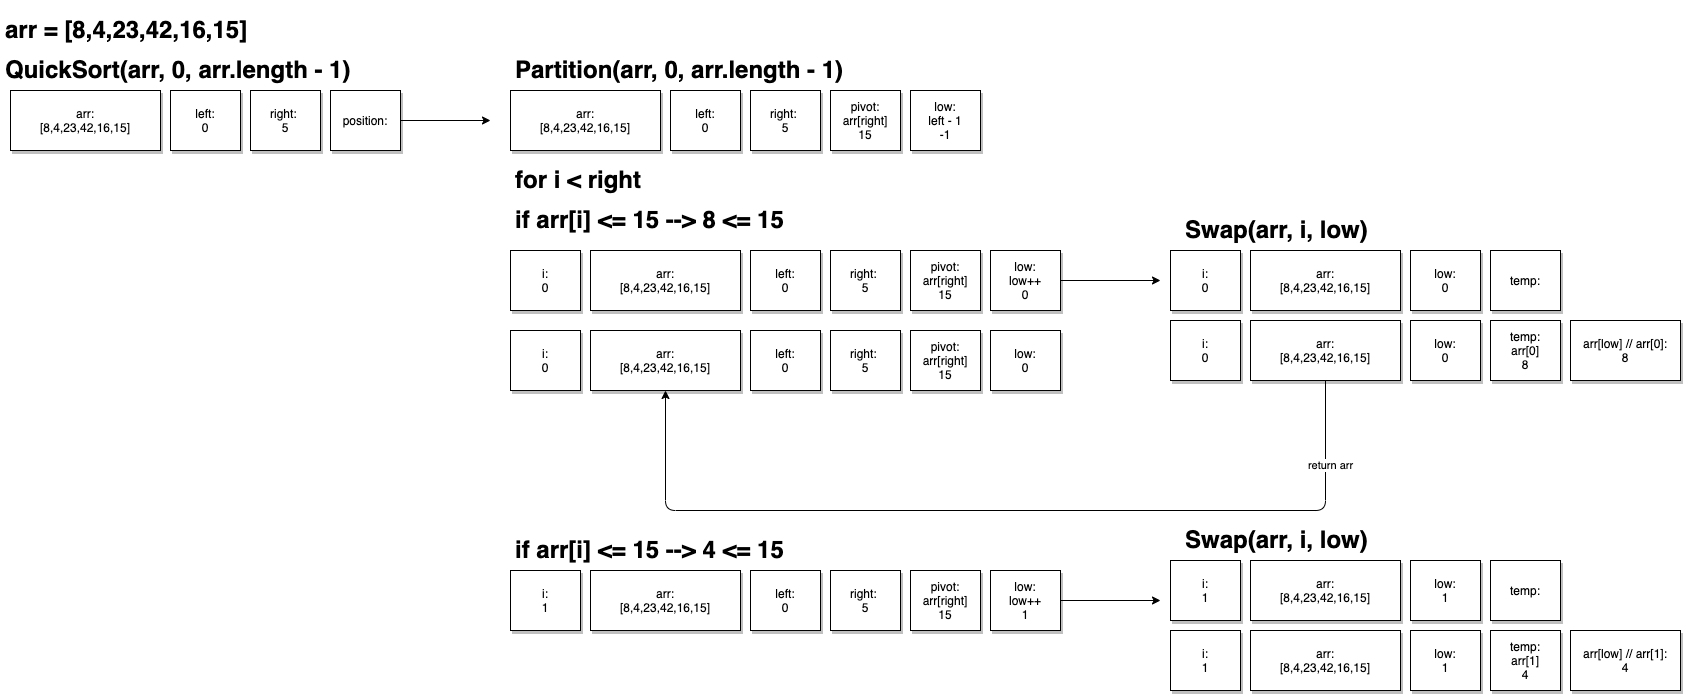 arr = [8,4,23,42,16,15]
QuickSort(arr, 0, arr.length - 1)
Partition(arr, 0, arr.length - 1)
arr:
[8,4,23,42,16,15]
left:
0
right:
5
position:
arr:
[8,4,23,42,16,15]
left:
0
right:
5
pivot:
arr[right]
15
low:
left - 1
-1
for i < right
if arr[i] <= 15 --> 8 <= 15
Swap(arr, i, low)
i:
0
arr:
[8,4,23,42,16,15]
left:
0
right:
5
pivot:
arr[right]
15
low:
low++
0
i:
0
arr:
[8,4,23,42,16,15]
low:
0
temp:
i:
0
arr:
[8,4,23,42,16,15]
left:
0
right:
5
pivot:
arr[right]
15
low:
0
i:
0
arr:
[8,4,23,42,16,15]
low:
0
temp:
arr[0]
8
arr[low] // arr[0]:
8
return arr
if arr[i] <= 15 --> 4 <= 15
Swap(arr, i, low)
i:
1
arr:
[8,4,23,42,16,15]
left:
0
right:
5
pivot:
arr[right]
15
low:
low++
1
i:
1
arr:
[8,4,23,42,16,15]
low:
1
temp:
i:
1
arr:
[8,4,23,42,16,15]
low:
1
temp:
arr[1]
4
arr[low] // arr[1]:
4